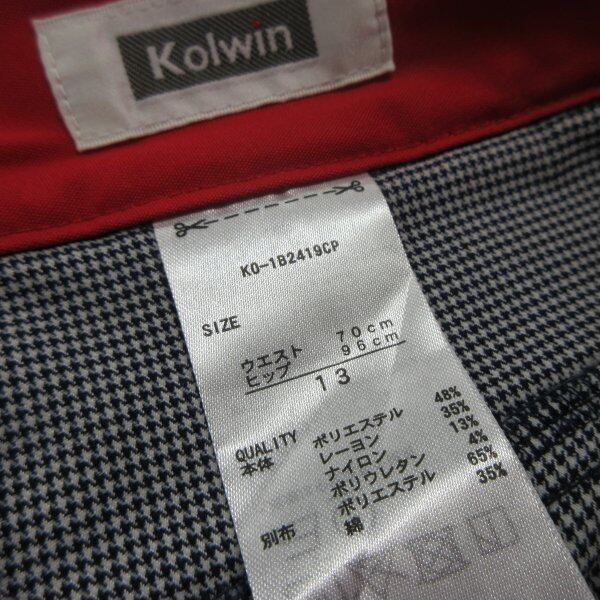 Kolwin
KO-1B2419CP
SIZE
ウエスト 70cm
ヒップ 96cm
13
QUALITY
本体 ポリエステル 48%
レーヨン 35%
ナイロン 13%
ポリウレタン 4%
別布 ポリエステル 65%
綿 35%